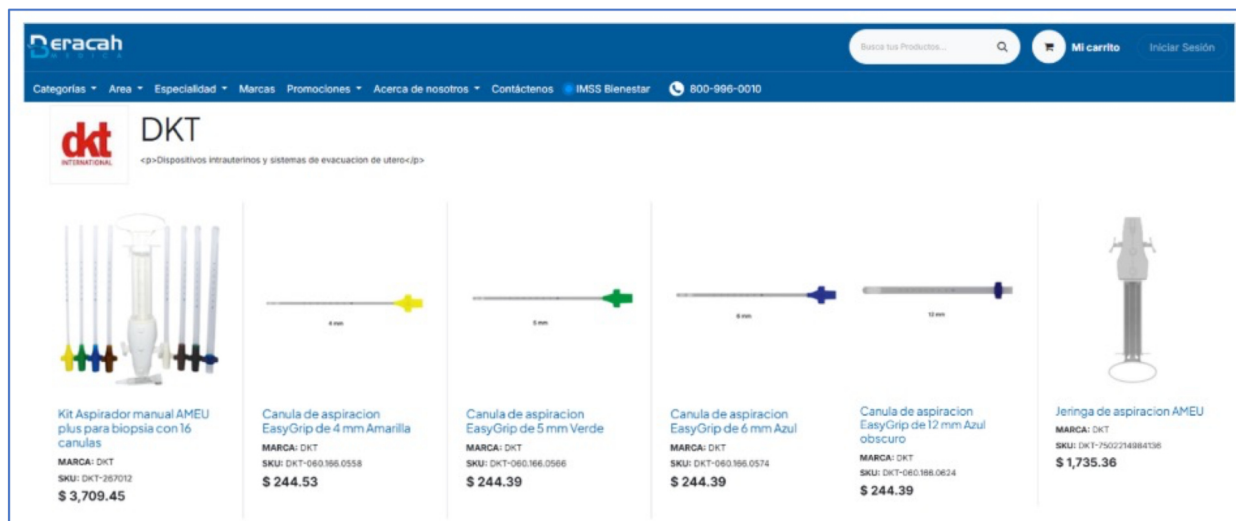 Beracah
MEDICA
Busca tus Productos...
Mi carrito
Iniciar Sesión
Categorías
Area
Especialidad
Marcas
Promociones
Acerca de nosotros
Contáctenos
IMSS Bienestar
800-996-0010
dkt
INTERNATIONAL
DKT
<p>Dispositivos intrauterinos y sistemas de evacuacion de utero</p>
Kit Aspirador manual AMEU
plus para biopsia con 16
canulas
MARCA: DKT
SKU: DKT-267012
$ 3,709.45
4 mm
Canula de aspiracion
EasyGrip de 4 mm Amarilla
MARCA: DKT
SKU: DKT-060.166.0558
$ 244.53
5 mm
Canula de aspiracion
EasyGrip de 5 mm Verde
MARCA: DKT
SKU: DKT-060.166.0566
$ 244.39
6 mm
Canula de aspiracion
EasyGrip de 6 mm Azul
MARCA: DKT
SKU: DKT-060.166.0574
$ 244.39
12 mm
Canula de aspiracion
EasyGrip de 12 mm Azul
obscuro
MARCA: DKT
SKU: DKT-060.166.0624
$ 244.39
Jeringa de aspiracion AMEU
MARCA: DKT
SKU: DKT-7502214984136
$ 1,735.36